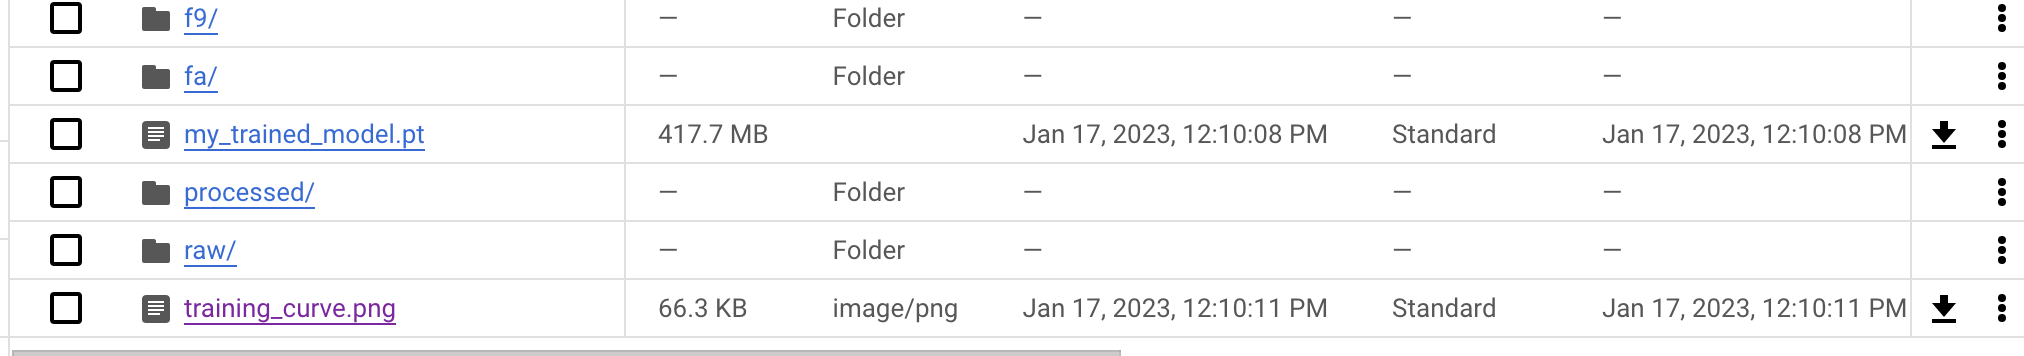 f9/ — Folder — — —
fa/ — Folder — — —
my_trained_model.pt 417.7 MB Jan 17, 2023, 12:10:08 PM Standard Jan 17, 2023, 12:10:08 PM
processed/ — Folder — — —
raw/ — Folder — — —
training_curve.png 66.3 KB image/png Jan 17, 2023, 12:10:11 PM Standard Jan 17, 2023, 12:10:11 PM